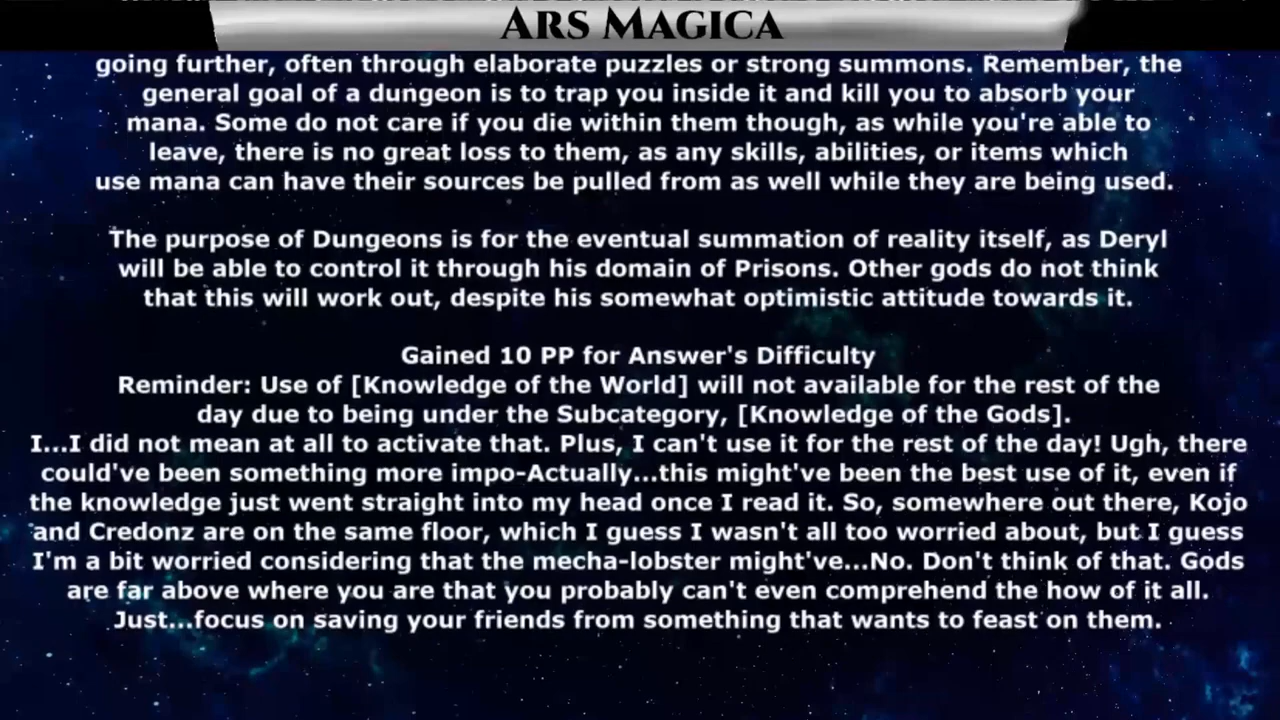 ARS MAGICA
going further, often through elaborate puzzles or strong summons. Remember, the
general goal of a dungeon is to trap you inside it and kill you to absorb your
mana. Some do not care if you die within them though, as while you're able to
leave, there is no great loss to them, as any skills, abilities, or items which
use mana can have their sources be pulled from as well while they are being used.
The purpose of Dungeons is for the eventual summation of reality itself, as Deryl
will be able to control it through his domain of Prisons. Other gods do not think
that this will work out, despite his somewhat optimistic attitude towards it.
Gained 10 PP for Answer's Difficulty
Reminder: Use of [Knowledge of the World] will not available for the rest of the
day due to being under the Subcategory, [Knowledge of the Gods].
I...I did not mean at all to activate that. Plus, I can't use it for the rest of the day! Ugh, there
could've been something more impo-Actually...this might've been the best use of it, even if
the knowledge just went straight into my head once I read it. So, somewhere out there, Kojo
and Credonz are on the same floor, which I guess I wasn't all too worried about, but I guess
I'm a bit worried considering that the mecha-lobster might've...No. Don't think of that. Gods
are far above where you are that you probably can't even comprehend the how of it all.
Just...focus on saving your friends from something that wants to feast on them.